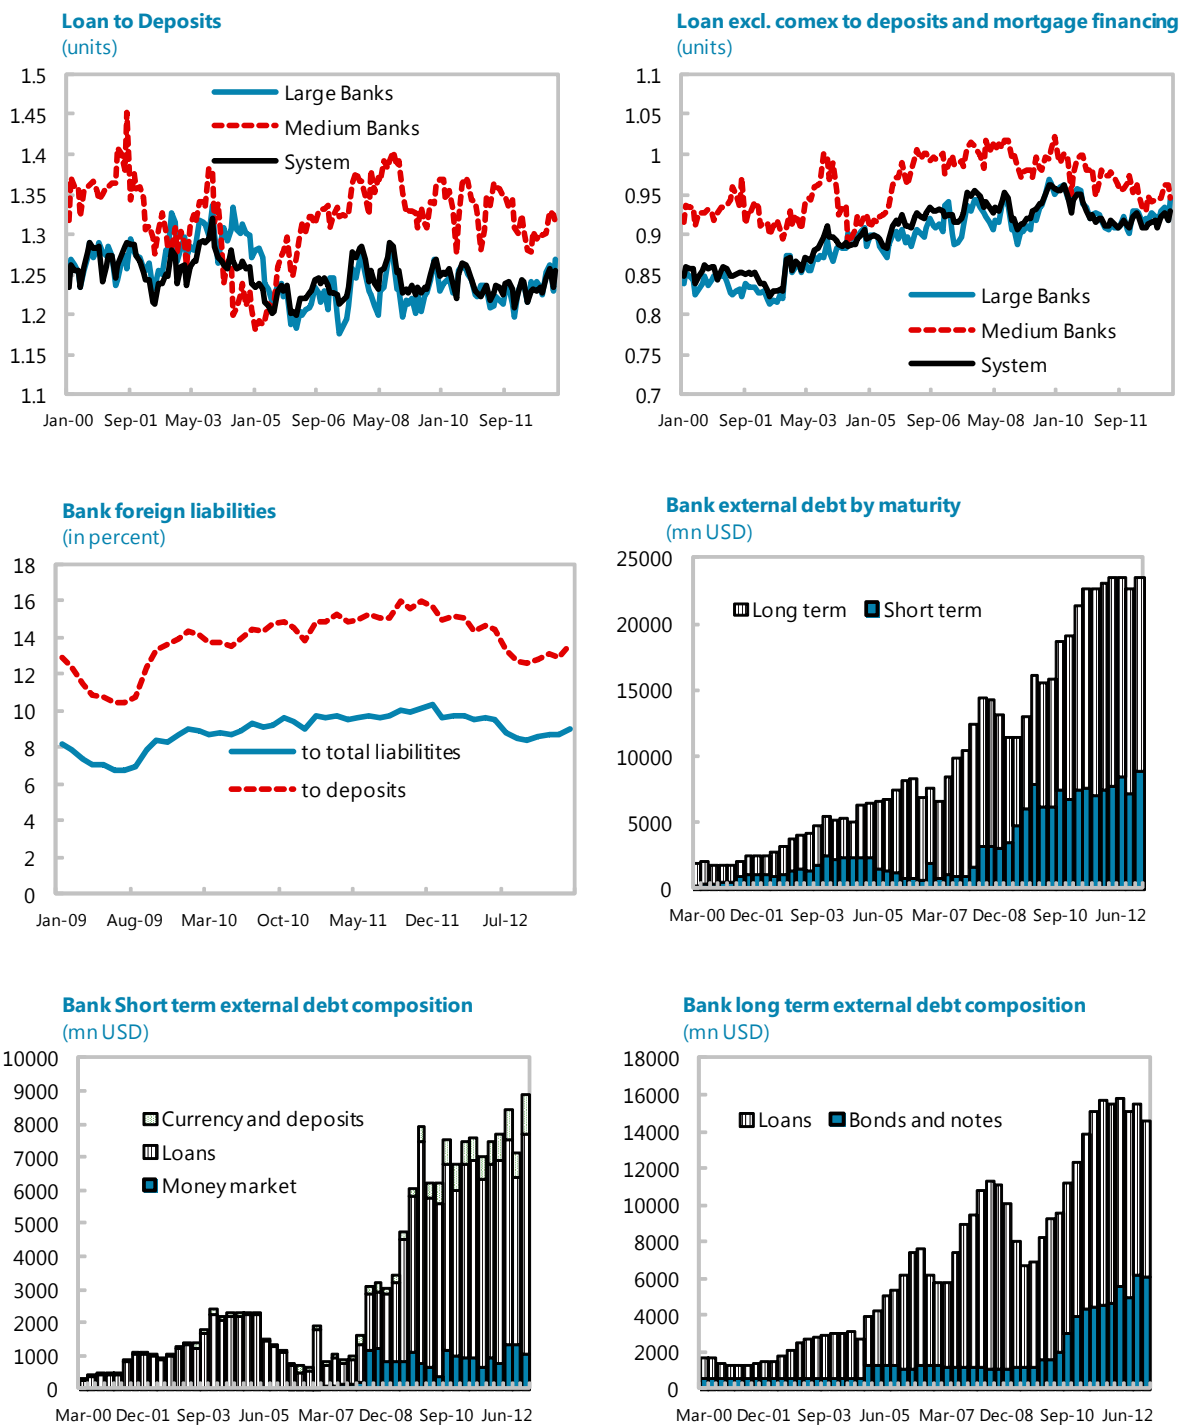 Loan to Deposits
(units)
1.5
1.45
1.4
1.35
1.3
1.25
1.2
1.15
1.1
Large Banks
Medium Banks
System
Jan-00 Sep-01 May-03 Jan-05 Sep-06 May-08 Jan-10 Sep-11
Loan excl. comex to deposits and mortgage financing
(units)
1.1
1.05
1
0.95
0.9
0.85
0.8
0.75
0.7
Large Banks
Medium Banks
System
Jan-00 Sep-01 May-03 Jan-05 Sep-06 May-08 Jan-10 Sep-11
Bank foreign liabilities
(in percent)
18
16
14
12
10
8
6
4
2
0
to total liabilitites
to deposits
Jan-09 Aug-09 Mar-10 Oct-10 May-11 Dec-11 Jul-12
Bank external debt by maturity
(mn USD)
25000
20000
15000
10000
5000
0
Long term Short term
Mar-00 Dec-01 Sep-03 Jun-05 Mar-07 Dec-08 Sep-10 Jun-12
Bank Short term external debt composition
(mn USD)
10000
9000
8000
7000
6000
5000
4000
3000
2000
1000
0
Currency and deposits
Loans
Money market
Mar-00 Dec-01 Sep-03 Jun-05 Mar-07 Dec-08 Sep-10 Jun-12
Bank long term external debt composition
(mn USD)
18000
16000
14000
12000
10000
8000
6000
4000
2000
0
Loans Bonds and notes
Mar-00 Dec-01 Sep-03 Jun-05 Mar-07 Dec-08 Sep-10 Jun-12